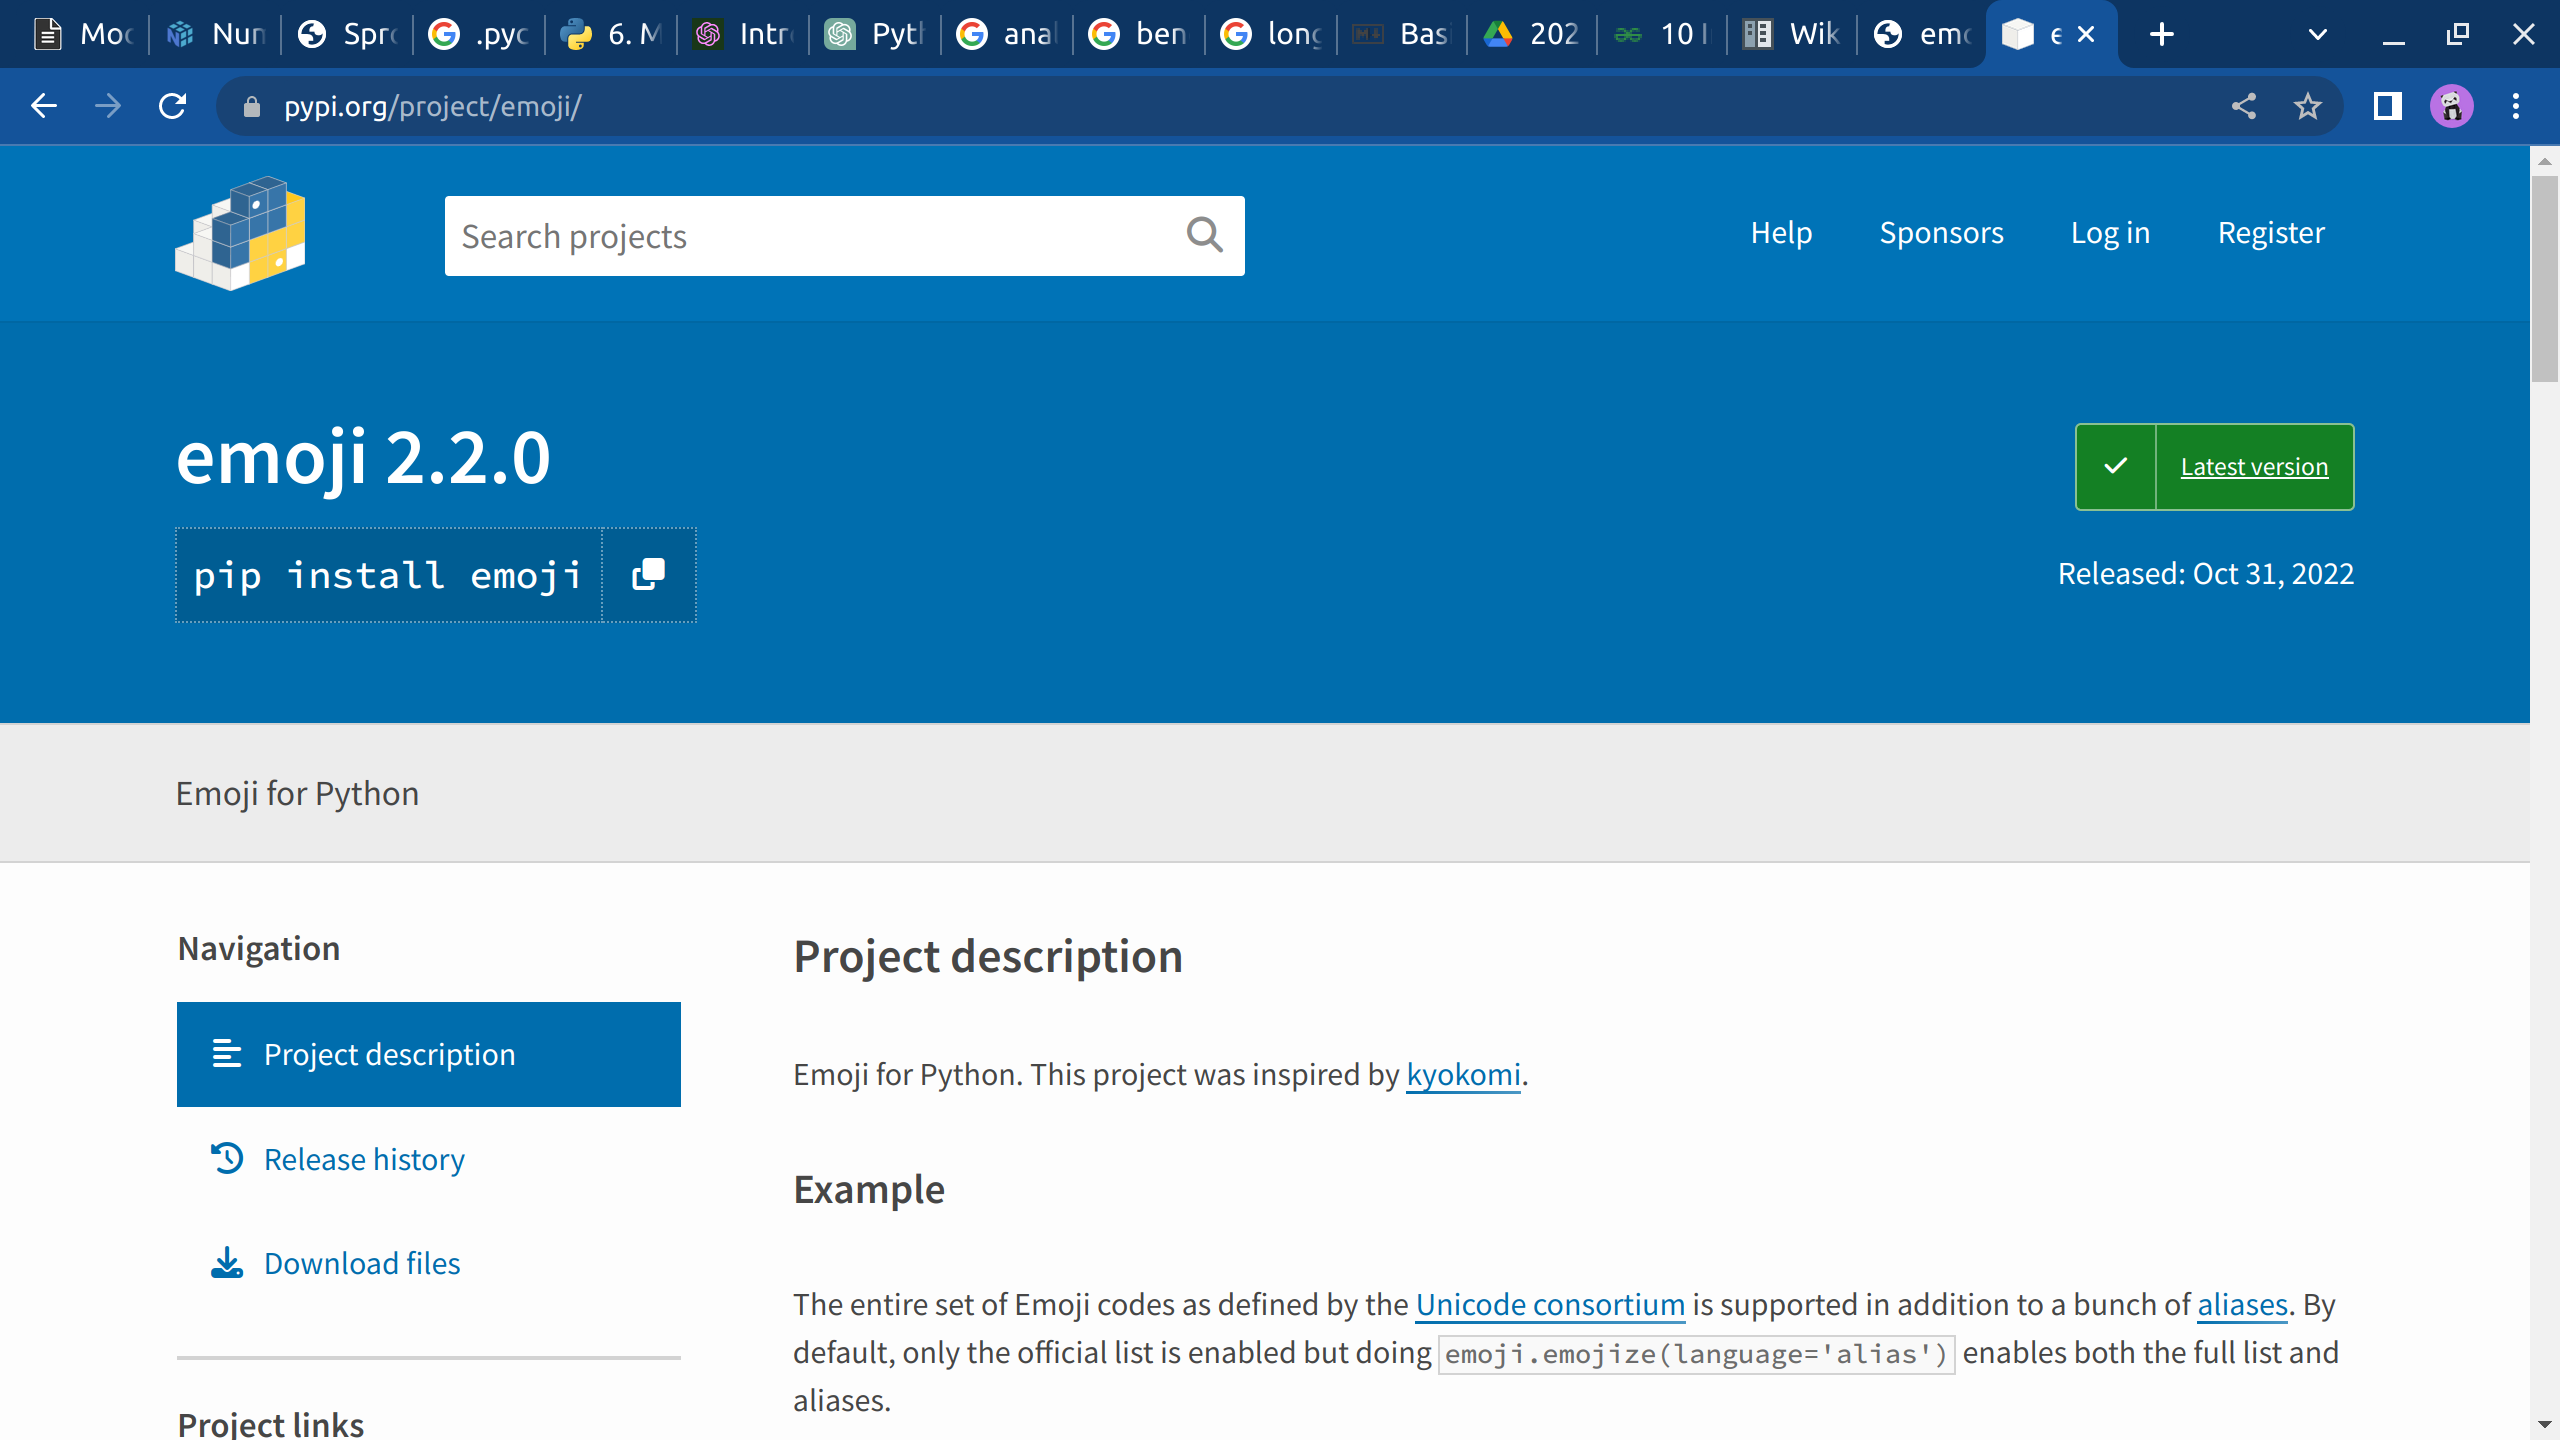 Moc Num Spro .pyc 6. M Intro Pyth anal ben long Basi 202 10 I Wik emo e
pypi.org/project/emoji/
Search projects
Help Sponsors Log in Register
emoji 2.2.0
Latest version
pip install emoji
Released: Oct 31, 2022
Emoji for Python
Navigation
Project description
Release history
Download files
Project links
Project description
Emoji for Python. This project was inspired by kyokomi.
Example
The entire set of Emoji codes as defined by the Unicode consortium is supported in addition to a bunch of aliases. By
default, only the official list is enabled but doing emoji.emojize(language='alias') enables both the full list and
aliases.